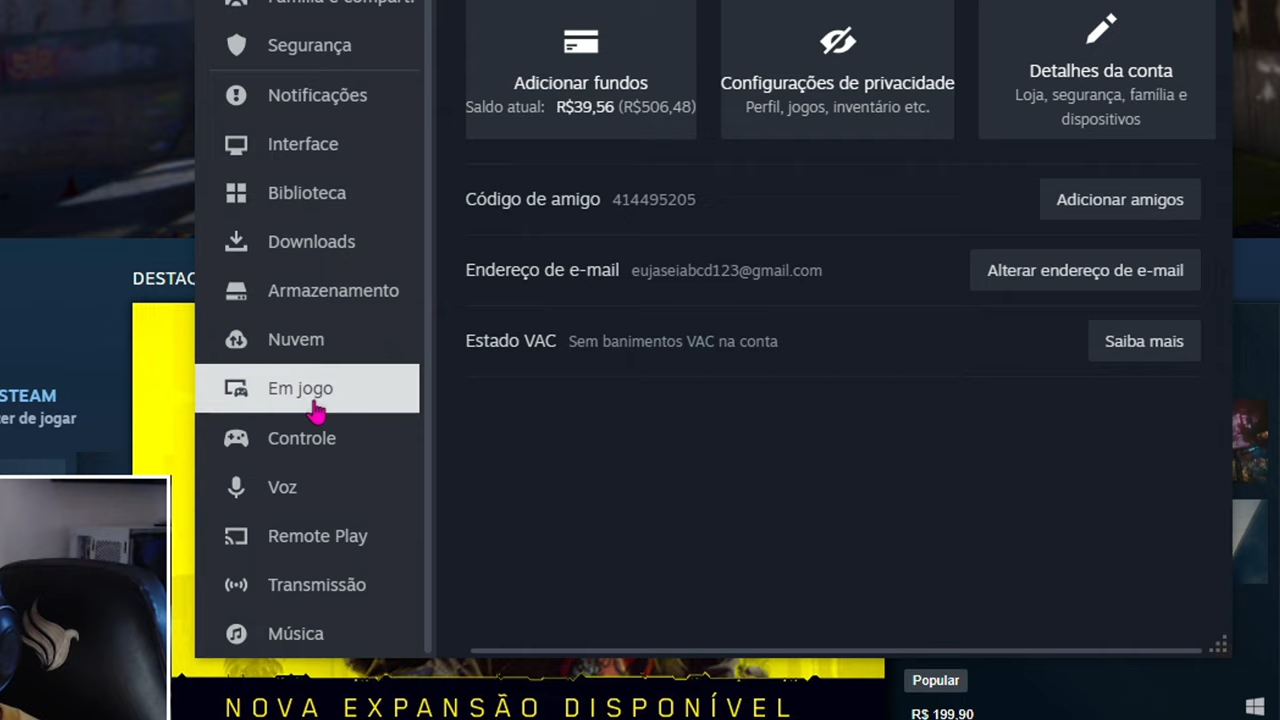 Segurança
Notificações
Interface
Biblioteca
Downloads
Armazenamento
Nuvem
Em jogo
Controle
Voz
Remote Play
Transmissão
Música
Adicionar fundos
Saldo atual: R$39,56 (R$506,48)
Configurações de privacidade
Perfil, jogos, inventário etc.
Detalhes da conta
Loja, segurança, família e
dispositivos
Código de amigo 414495205
Adicionar amigos
Endereço de e-mail eujaseiabcd123@gmail.com
Alterar endereço de e-mail
Estado VAC Sem banimentos VAC na conta
Saiba mais
DESTAC
STEAM
er de jogar
NOVA EXPANSÃO DISPONÍVEL
Popular
R$ 199,90